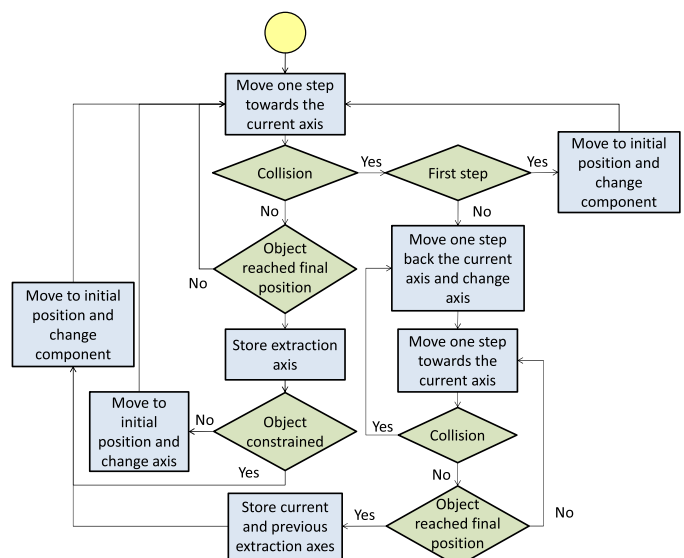 Move one step
towards the
current axis
Collision
Yes
First step
Yes
Move to initial
position and
change
component
No
No
Object
reached final
position
No
Move one step
back the current
axis and change
axis
Move to initial
position and
change
component
Store extraction
axis
Move one step
towards the
current axis
Move to
initial
position and
change axis
No
Object
constrained
Yes
Collision
Yes
No
Store current
and previous
extraction axes
Yes
Object
reached final
position
No